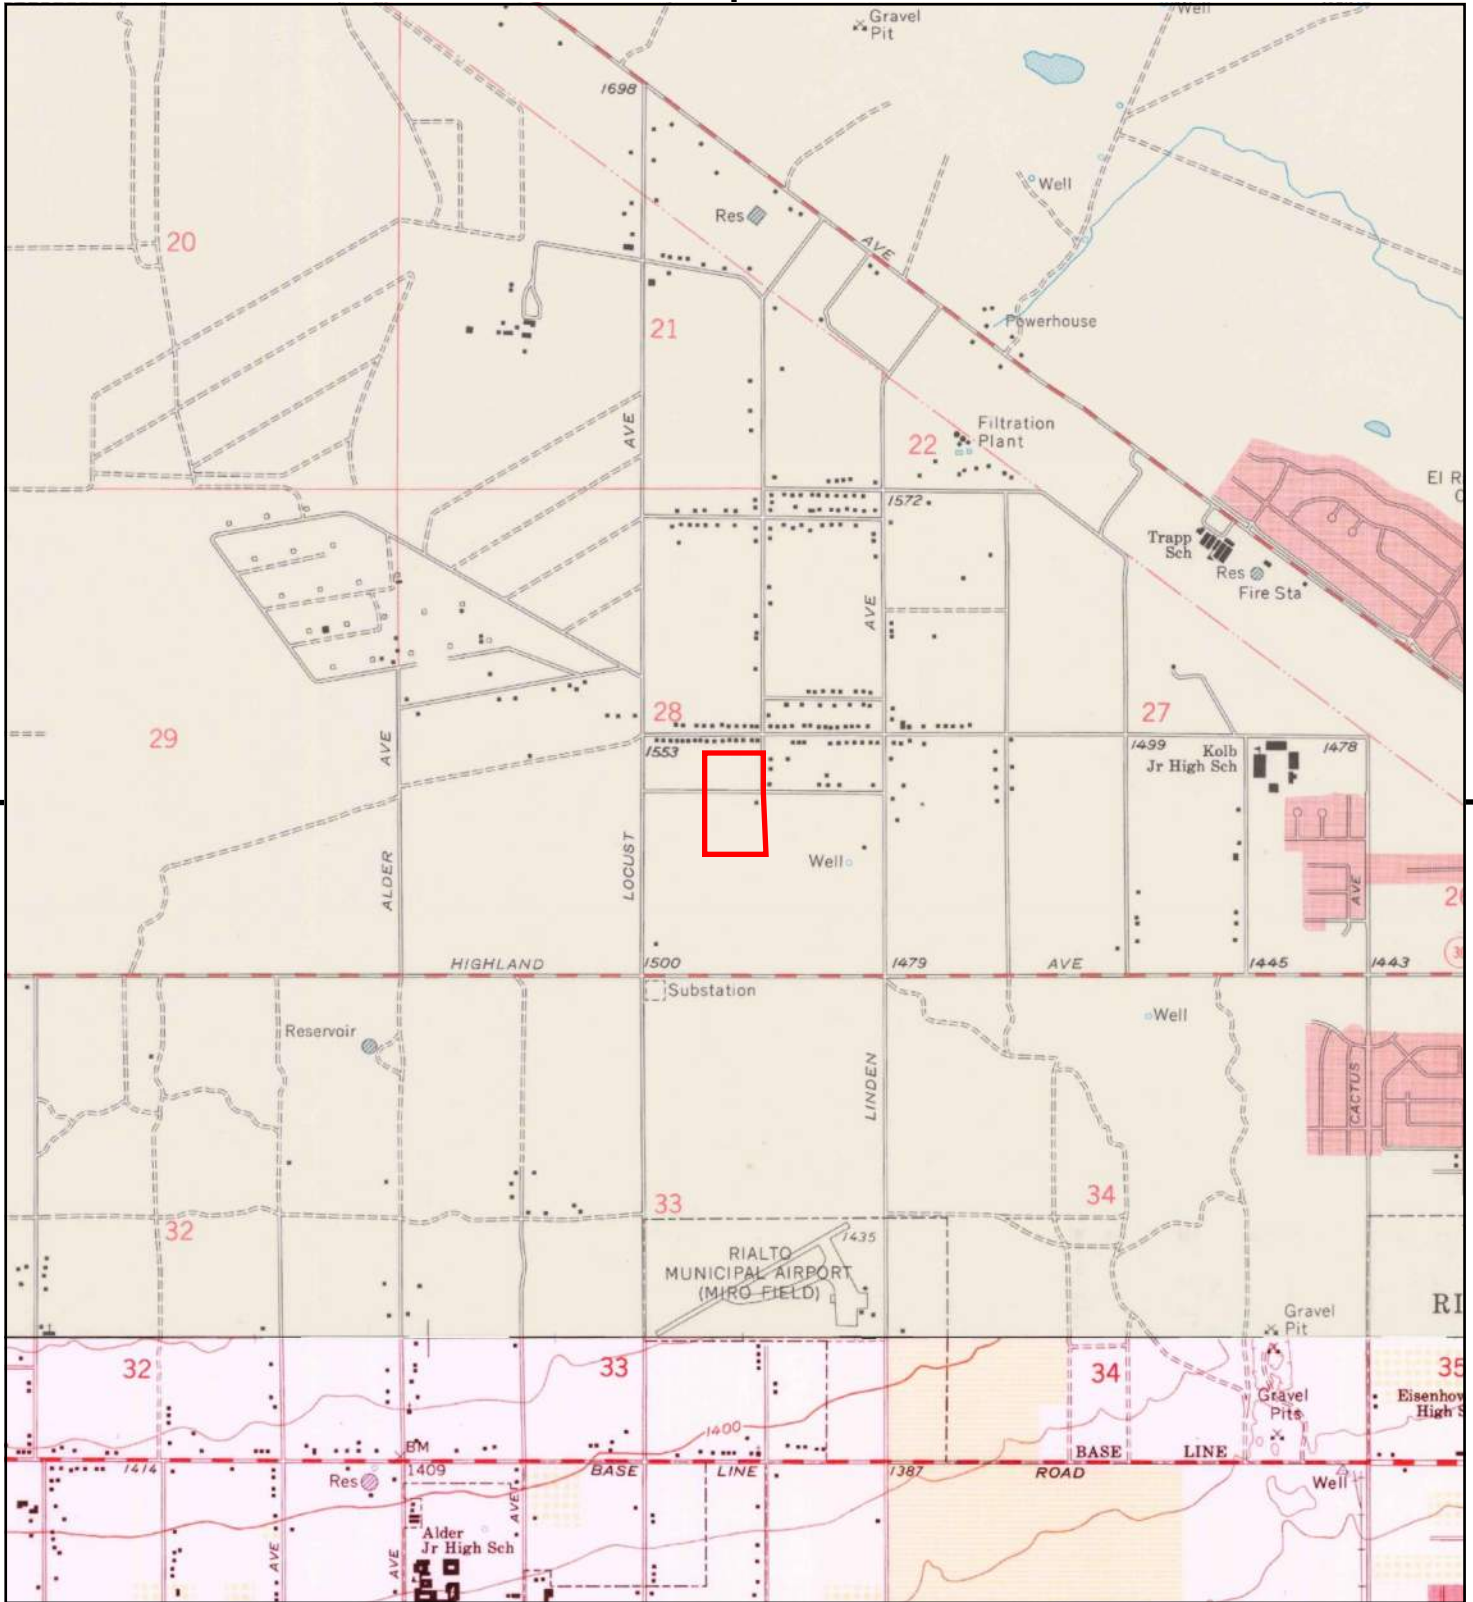 Gravel
Pit
Well
1698
Well
Res
20
AVE
21
Powerhouse
AVE
22
Filtration
Plant
El R
C
1572
Trapp
Sch
Res
Fire Sta
AVE
28
27
29
AVE
1553
1499
Kolb
Jr High Sch
1478
ALDER
LOCUST
Well
AVE
26
HIGHLAND
1500
1479
AVE
1445
1443
Substation
Well
Reservoir
LINDEN
CACTUS
33
34
32
1435
RIALTO
MUNICIPAL AIRPORT
(MIRO FIELD)
Gravel
Pit
RI
32
33
34
35
Gravel
Pits
Eisenhow
High S
1400
BM
BASE
LINE
1414
Res
1409
BASE
LINE
1387
ROAD
Well
AVE
AVE
AVE
Alder
Jr High Sch